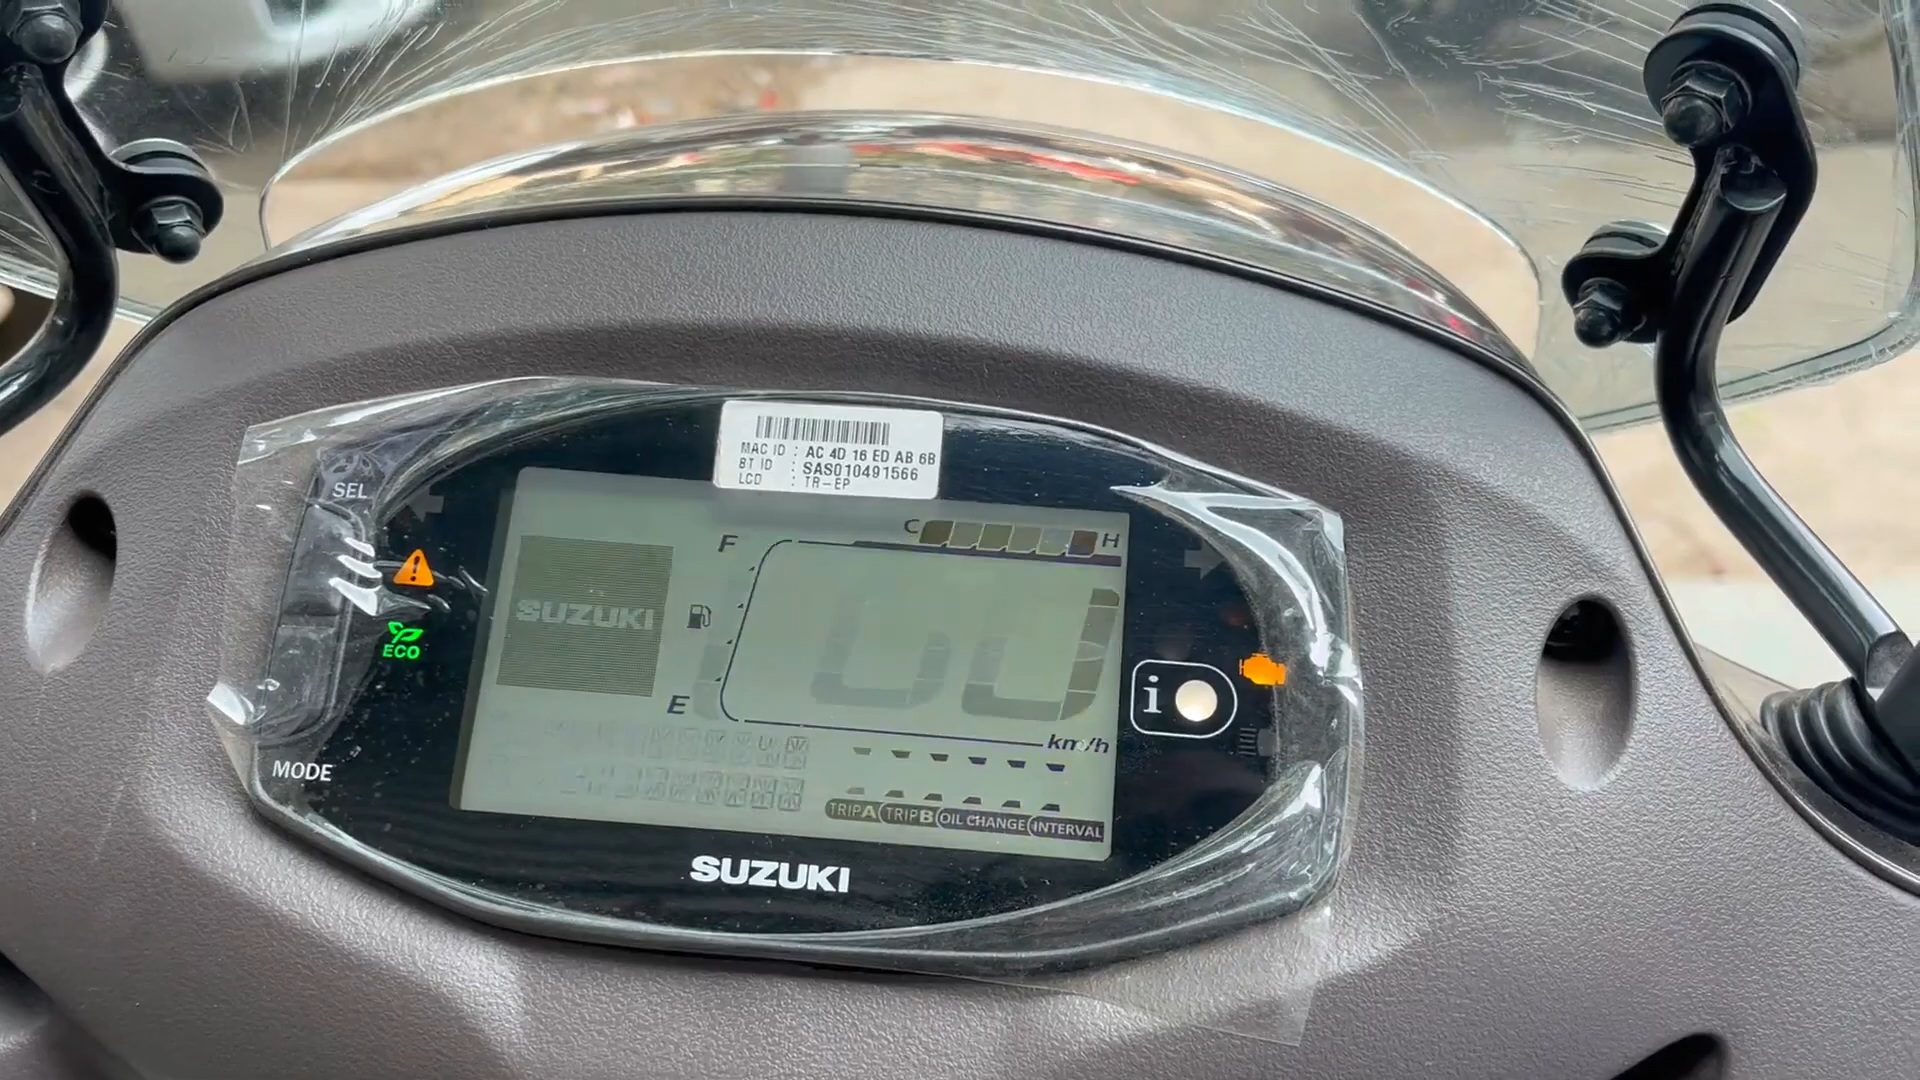 MAC ID : AC 4D 16 ED AB 6B
BT ID : SAS010491566
LCD : TR-EP
SEL
C H
F
SUZUKI
ECO
E
i
km/h
MODE
TRIP A TRIP B OIL CHANGE INTERVAL
SUZUKI